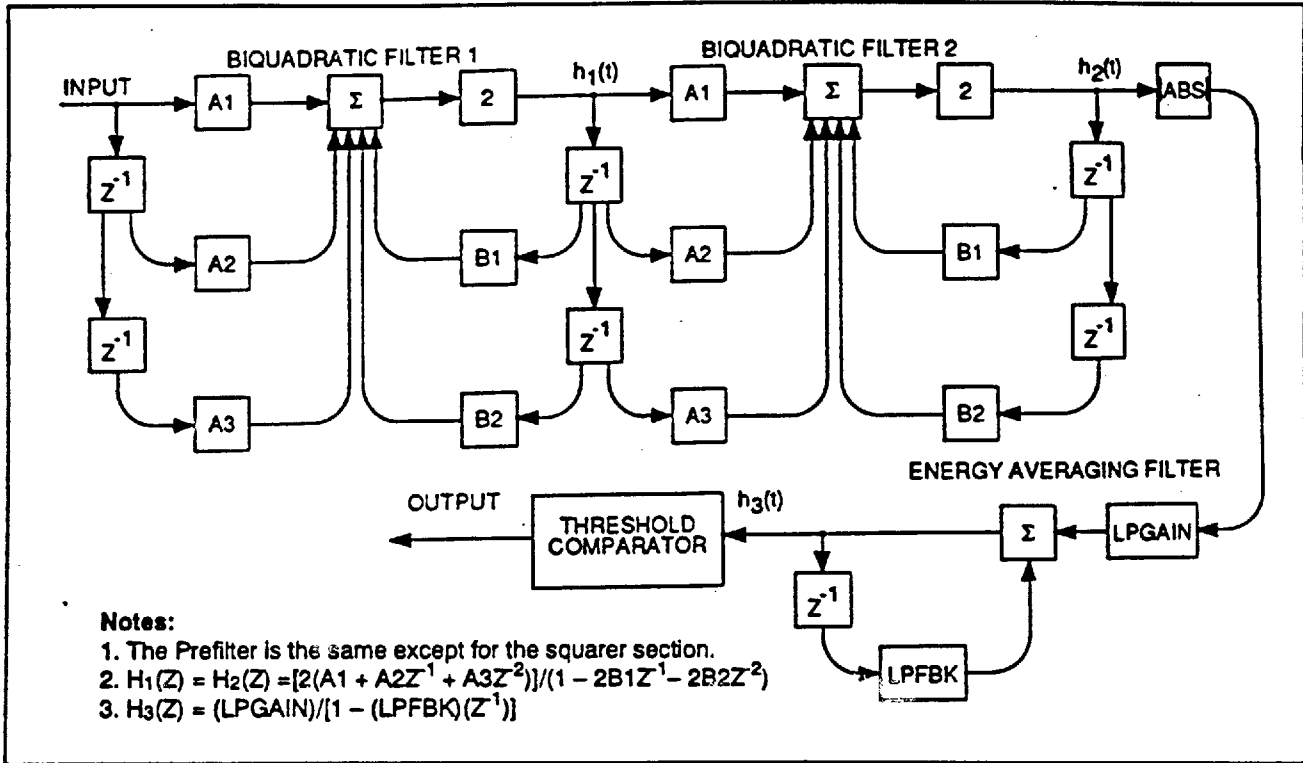 BIQUADRATIC FILTER 1
BIQUADRATIC FILTER 2
INPUT
A1
Σ
2
h₁(t)
A1
Σ
2
h₂(t)
ABS
Z⁻¹
Z⁻¹
Z⁻¹
A2
B1
A2
B1
Z⁻¹
Z⁻¹
Z⁻¹
A3
B2
A3
B2
ENERGY AVERAGING FILTER
OUTPUT
h₃(t)
THRESHOLD
COMPARATOR
Σ
LPGAIN
Z⁻¹
LPFBK
Notes:
1. The Prefilter is the same except for the squarer section.
2. H₁(Z) = H₂(Z) =[2(A1 + A2Z⁻¹ + A3Z⁻²)]/(1 – 2B1Z⁻¹– 2B2Z⁻²)
3. H₃(Z) = (LPGAIN)/[1 – (LPFBK)(Z⁻¹)]